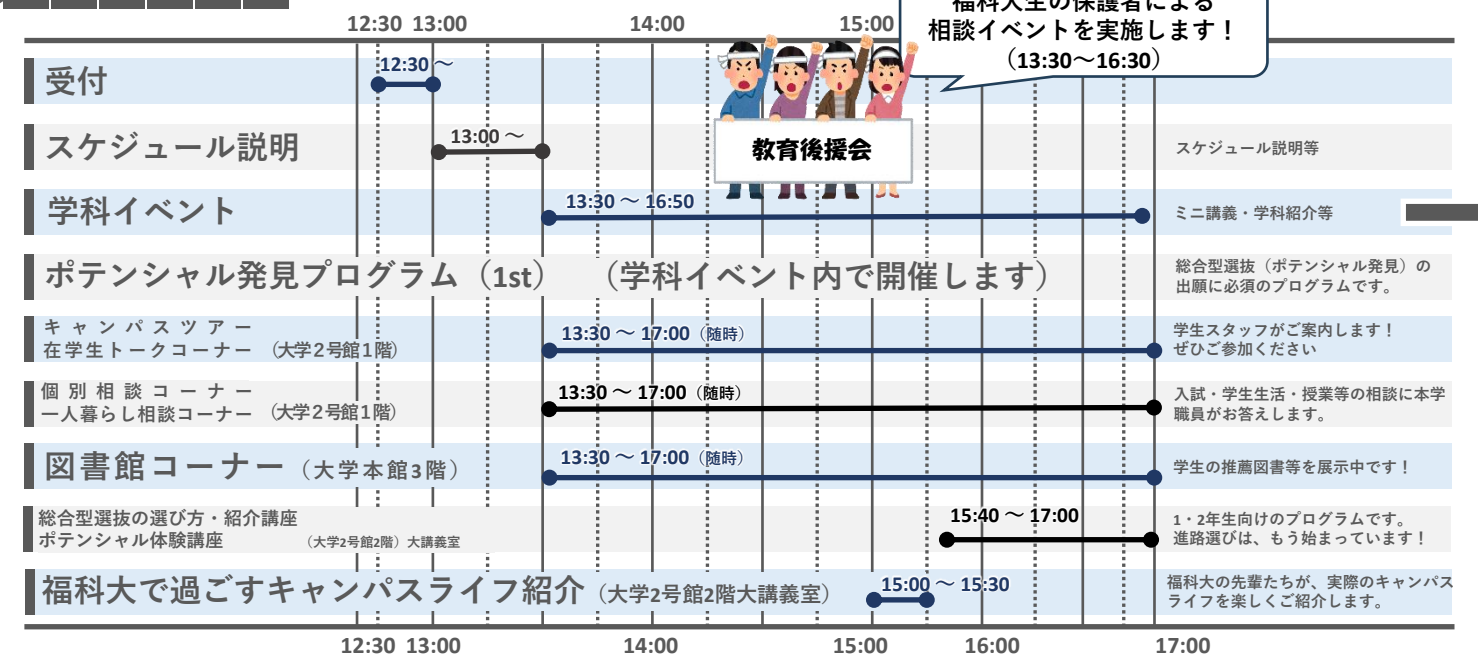 福科大生の保護者による
相談イベントを実施します！
（13:30～16:30）
12:30 13:00 14:00 15:00
受付
12:30 ～
スケジュール説明
13:00 ～
スケジュール説明等
教育後援会
学科イベント
13:30 ～ 16:50
ミニ講義・学科紹介等
ポテンシャル発見プログラム（1st） （学科イベント内で開催します）
総合型選抜（ポテンシャル発見）の
出願に必須のプログラムです。
キャンパスツアー
在学生トークコーナー （大学２号館１階）
13:30 ～ 17:00（随時）
学生スタッフがご案内します！
ぜひご参加ください
個別相談コーナー
一人暮らし相談コーナー （大学２号館１階）
13:30 ～ 17:00（随時）
入試・学生生活・授業等の相談に本学
職員がお答えします。
図書館コーナー（大学本館3階）
13:30 ～ 17:00（随時）
学生の推薦図書等を展示中です！
総合型選抜の選び方・紹介講座
ポテンシャル体験講座 （大学2号館2階）大講義室
15:40 ～ 17:00
1・2年生向けのプログラムです。
進路選びは、もう始まっています！
福科大で過ごすキャンパスライフ紹介（大学2号館2階大講義室）
15:00 ～ 15:30
福科大の先輩たちが、実際のキャンパス
ライフを楽しくご紹介します。
12:30 13:00 14:00 15:00 16:00 17:00